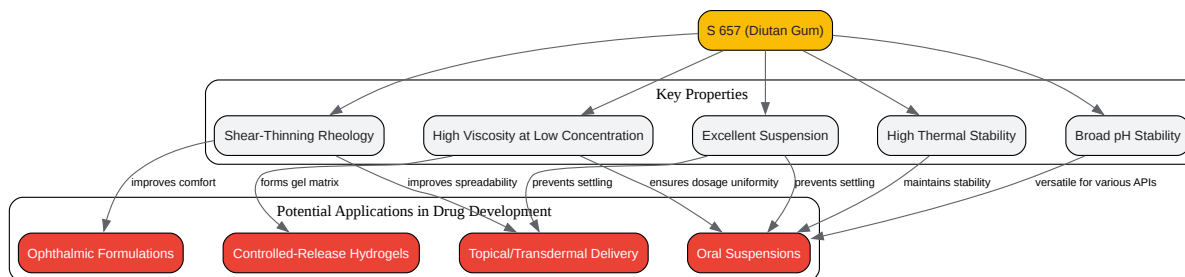 S 657 (Diutan Gum)
Key Properties
Shear-Thinning Rheology
High Viscosity at Low Concentration
Excellent Suspension
High Thermal Stability
Broad pH Stability
improves comfort
forms gel matrix
improves spreadability
prevents settling
ensures dosage uniformity
prevents settling
maintains stability
versatile for various APIs
Potential Applications in Drug Development
Ophthalmic Formulations
Controlled-Release Hydrogels
Topical/Transdermal Delivery
Oral Suspensions